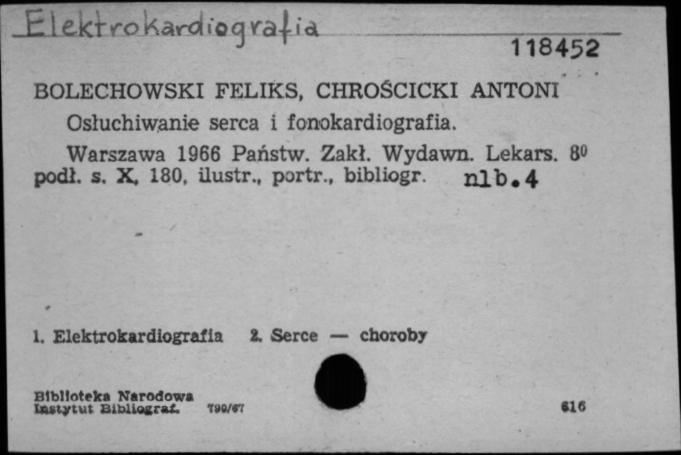 Elektrokardiografia
118452
BOLECHOWSKI FELIKS, CHROŚCICKI ANTONI
Osłuchiwanie serca i fonokardiografia.
Warszawa 1966 Państw. Zakł. Wydawn. Lekars. 8⁰
podł. s. X, 180, ilustr., portr., bibliogr. nlb.4
1. Elektrokardiografia 2. Serce — choroby
Biblioteka Narodowa
Instytut Bibliograf. 790/67
616